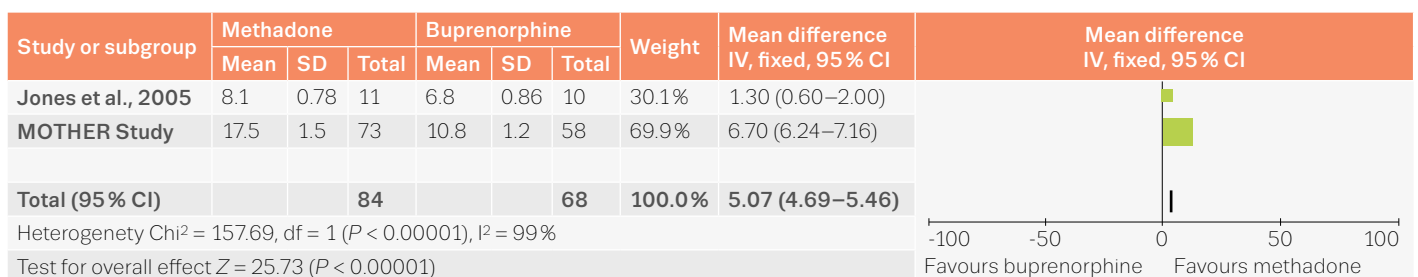 Study or subgroup Methadone Buprenorphine Weight Mean difference IV, fixed, 95 % CI Mean difference IV, fixed, 95 % CI
Mean SD Total Mean SD Total
Jones et al., 2005 8.1 0.78 11 6.8 0.86 10 30.1 % 1.30 (0.60–2.00)
MOTHER Study 17.5 1.5 73 10.8 1.2 58 69.9 % 6.70 (6.24–7.16)
Total (95 % CI) 84 68 100.0 % 5.07 (4.69–5.46)
Heterogenety Chi² = 157.69, df = 1 (P < 0.00001), I² = 99 %
Test for overall effect Z = 25.73 (P < 0.00001)
-100 -50 0 50 100
Favours buprenorphine Favours methadone